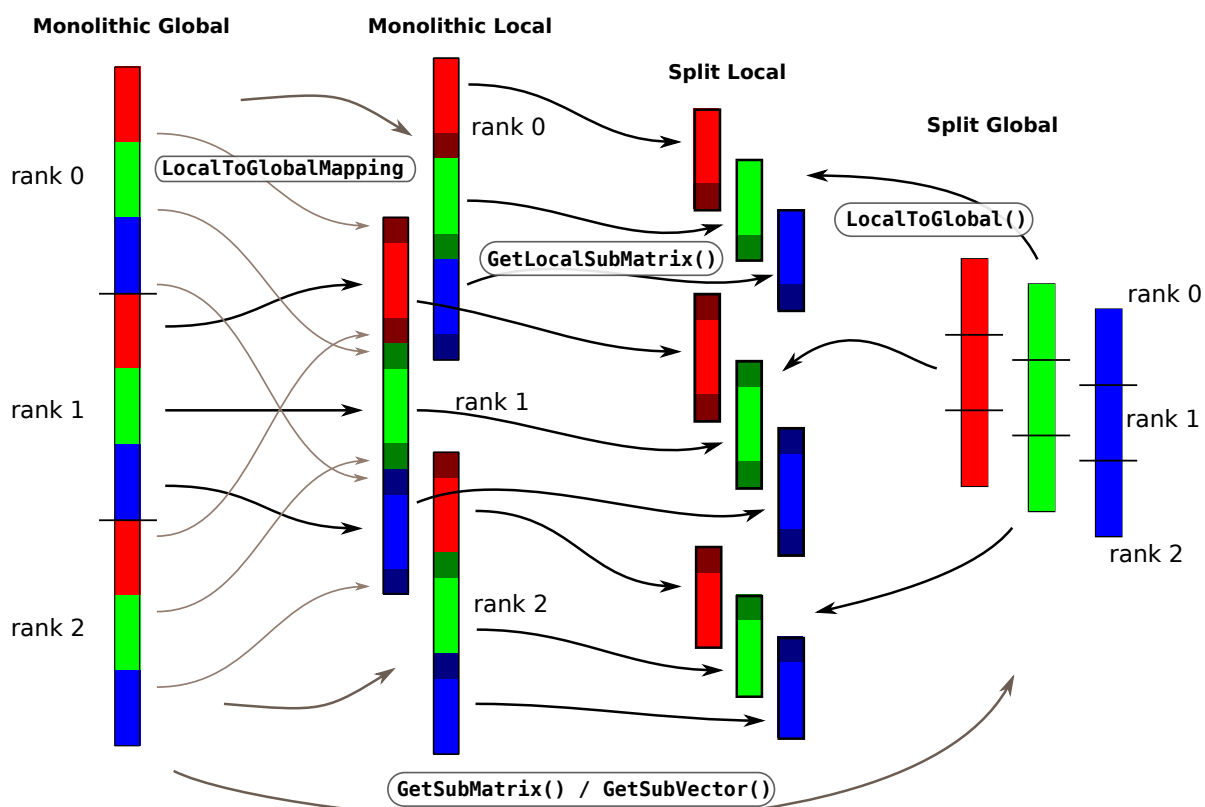 Monolithic Global
Monolithic Local
Split Local
Split Global
rank 0
rank 0
LocalToGlobalMapping
LocalToGlobal()
GetLocalSubMatrix()
rank 0
rank 1
rank 1
rank 1
rank 2
rank 2
rank 2
GetSubMatrix() / GetSubVector()